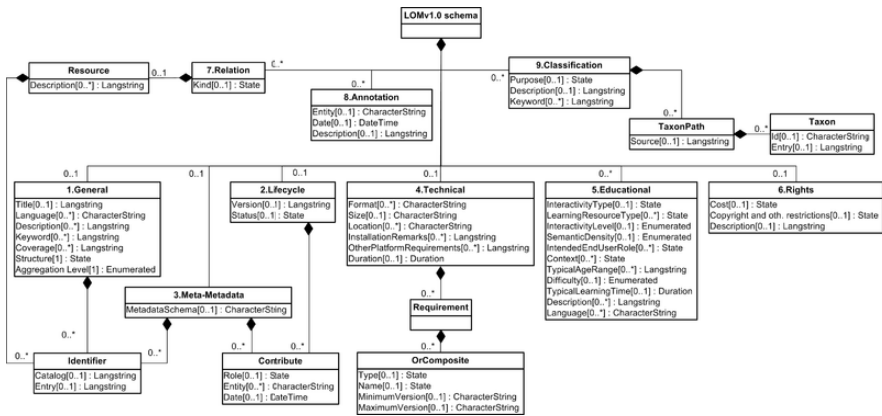 LOMv1.0 schema
Resource
Description[0..*] : Langstring
0..1
7.Relation
Kind[0..1] : State
0..*
0..*
8.Annotation
Entity[0..1] : CharacterString
Date[0..1] : DateTime
Description[0..1] : Langstring
0..*
9.Classification
Purpose[0..1] : State
Description[0..1] : Langstring
Keyword[0..*] : Langstring
0..*
TaxonPath
Source[0..1] : Langstring
0..*
Taxon
Id[0..1] : CharacterString
Entry[0..1] : Langstring
0..1
0..1
0..1
0..1
0..*
0..1
1.General
Title[0..1] : Langstring
Language[0..*] : CharacterString
Description[0..*] : Langstring
Keyword[0..*] : Langstring
Coverage[0..*] : Langstring
Structure[1] : State
Aggregation Level[1] : Enumerated
2.Lifecycle
Version[0..!] : Langstring
Status[0..1] : State
4.Technical
Format[0..*] : CharacterString
Size[0..1] : CharacterString
Location[0..*] : CharacterString
InstallationRemarks[0..*] : Langstring
OtherPlatformRequirements[0..*] : Langstring
Duration[0..1] : Duration
5.Educational
InteractivityType[0..1] : State
LearningResourceType[0..*] : State
InteractivityLevel[0..1] : Enumerated
SemanticDensity[0..1] : Enumerated
IntendedEndUserRole[0..*] : State
Context[0..*] : State
TypicalAgeRange[0..*] : Langstring
Difficulty[0..1] : Enumerated
TypicalLearningTime[0..1] : Duration
Description[0..*] : Langstring
Language[0..*] : CharacterString
6.Rights
Cost[0..1] : State
Copyright and oth. restrictions[0..1] : State
Description[0..1] : Langstring
3.Meta-Metadata
MetadataSchema[0..1] : CharacterSting
0..*
Requirement
0..*
0..*
0..*
0..*
0..*
0..*
Identifier
Catalog[0..1] : Langstring
Entry[0..1] : Langstring
Contribute
Role[0..1] : State
Entity[0..*] : CharacterString
Date[0..1] : DateTime
OrComposite
Type[0..1] : State
Name[0..1] : State
MinimumVersion[0..1] : CharacterString
MaximumVersion[0..1] : CharacterString